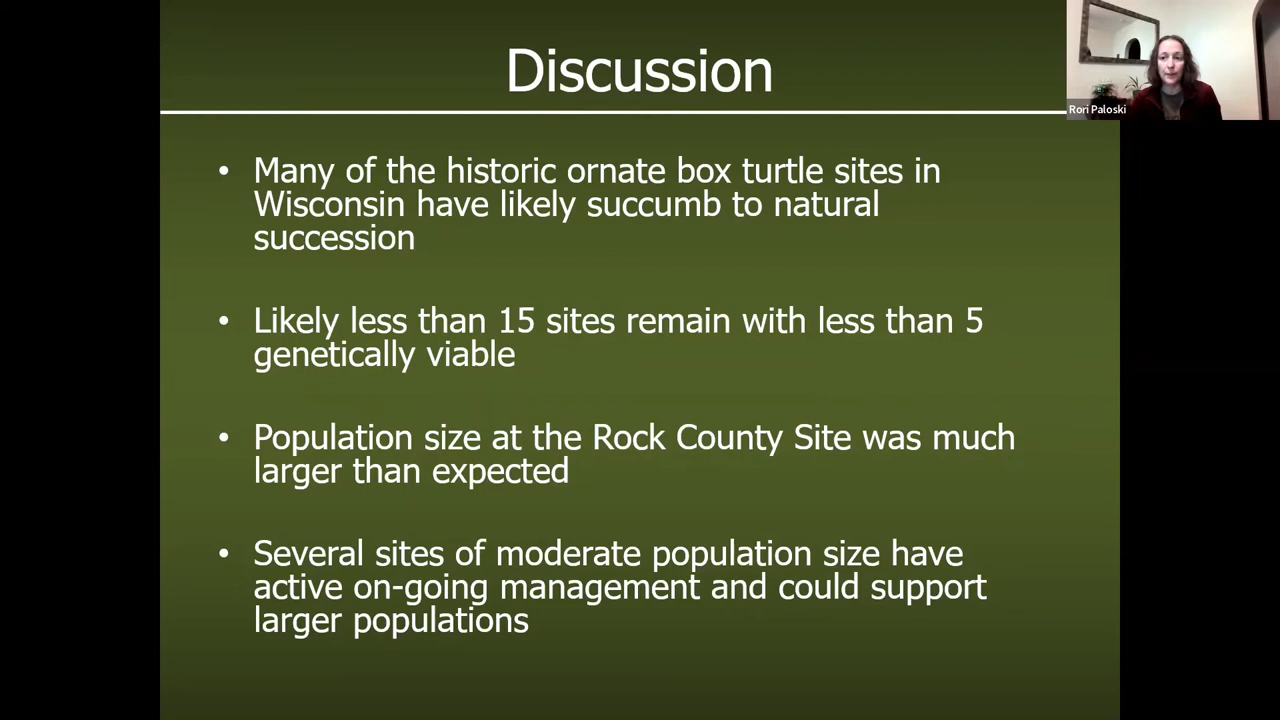 Discussion
Rori Paloski
• Many of the historic ornate box turtle sites in
Wisconsin have likely succumb to natural
succession
• Likely less than 15 sites remain with less than 5
genetically viable
• Population size at the Rock County Site was much
larger than expected
• Several sites of moderate population size have
active on-going management and could support
larger populations